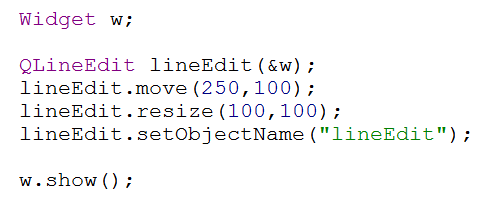 Widget w;
QLineEdit lineEdit(&w);
lineEdit.move(250,100);
lineEdit.resize(100,100);
lineEdit.setObjectName("lineEdit");
w.show();